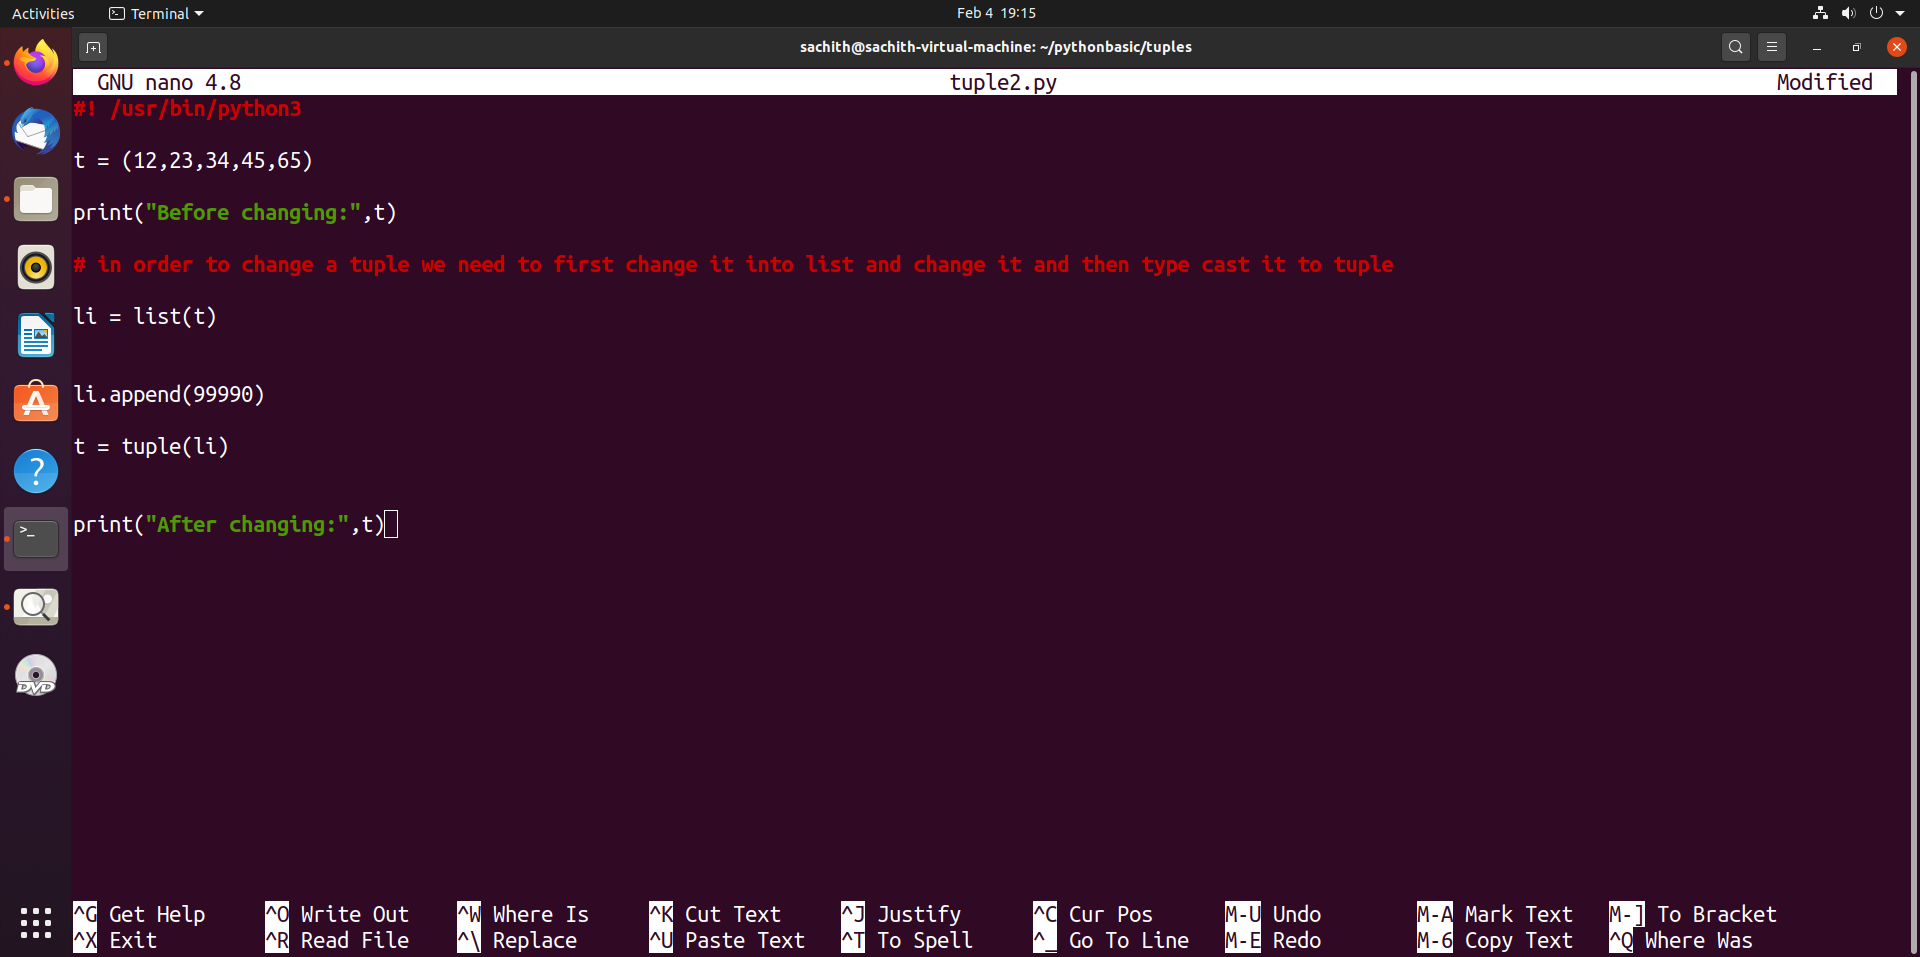 Activities Terminal Feb 4 19:15
sachith@sachith-virtual-machine: ~/pythonbasic/tuples
GNU nano 4.8 tuple2.py Modified
#! /usr/bin/python3
t = (12,23,34,45,65)
print("Before changing:",t)
# in order to change a tuple we need to first change it into list and change it and then type cast it to tuple
li = list(t)
li.append(99990)
t = tuple(li)
print("After changing:",t)
^G Get Help ^O Write Out ^W Where Is ^K Cut Text ^J Justify ^C Cur Pos M-U Undo M-A Mark Text M-] To Bracket
^X Exit ^R Read File ^\ Replace ^U Paste Text ^T To Spell ^_ Go To Line M-E Redo M-6 Copy Text ^Q Where Was
DVD